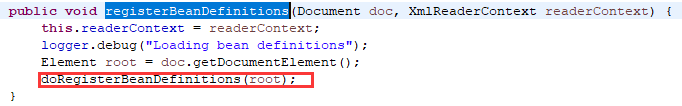 public void registerBeanDefinitions(Document doc, XmlReaderContext readerContext) {
this.readerContext = readerContext;
logger.debug("Loading bean definitions");
Element root = doc.getDocumentElement();
doRegisterBeanDefinitions(root);
}